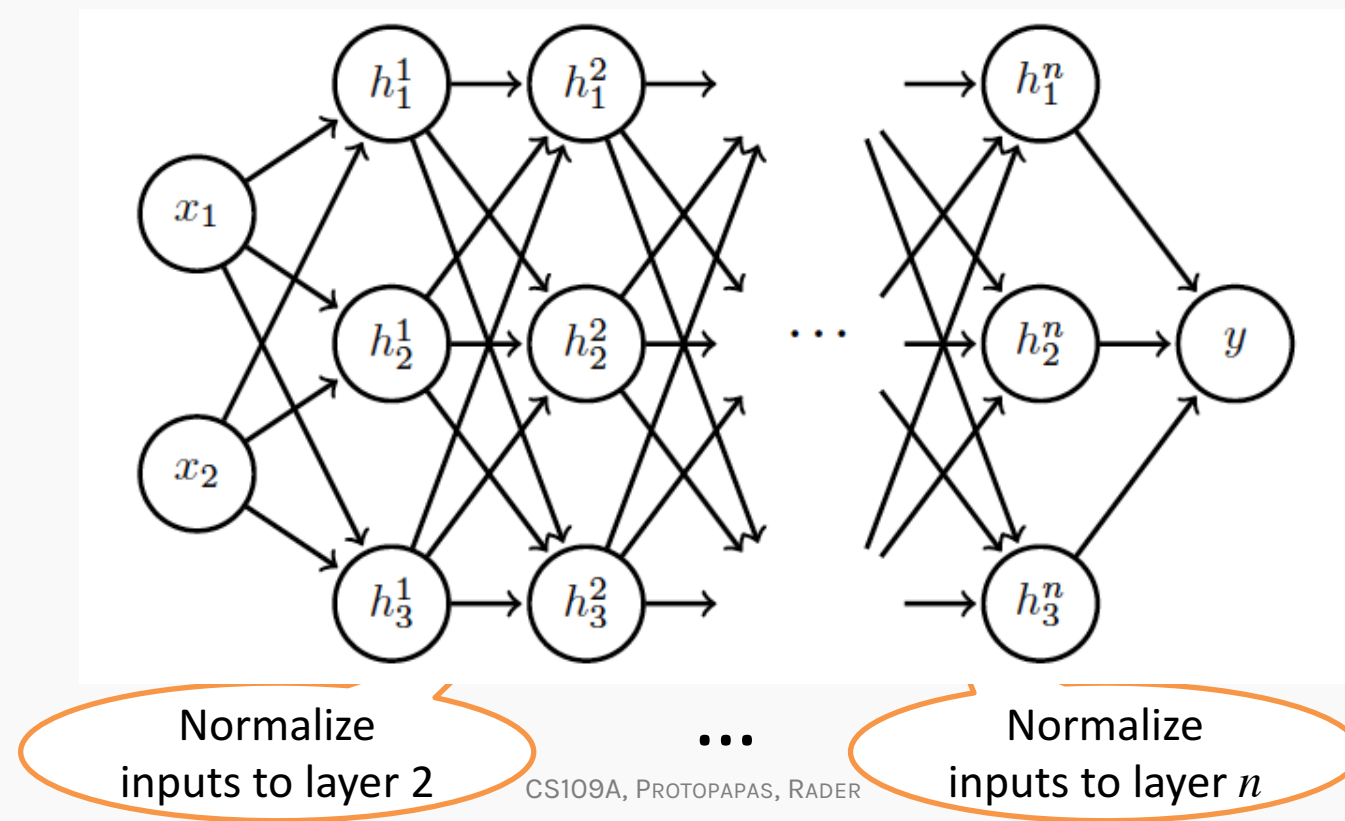 h₁¹ h₁² h₁ⁿ
x₁
h₂¹ h₂² … h₂ⁿ y
x₂
h₃¹ h₃² h₃ⁿ
Normalize … Normalize
inputs to layer 2 CS109A, PROTOPAPAS, RADER inputs to layer n